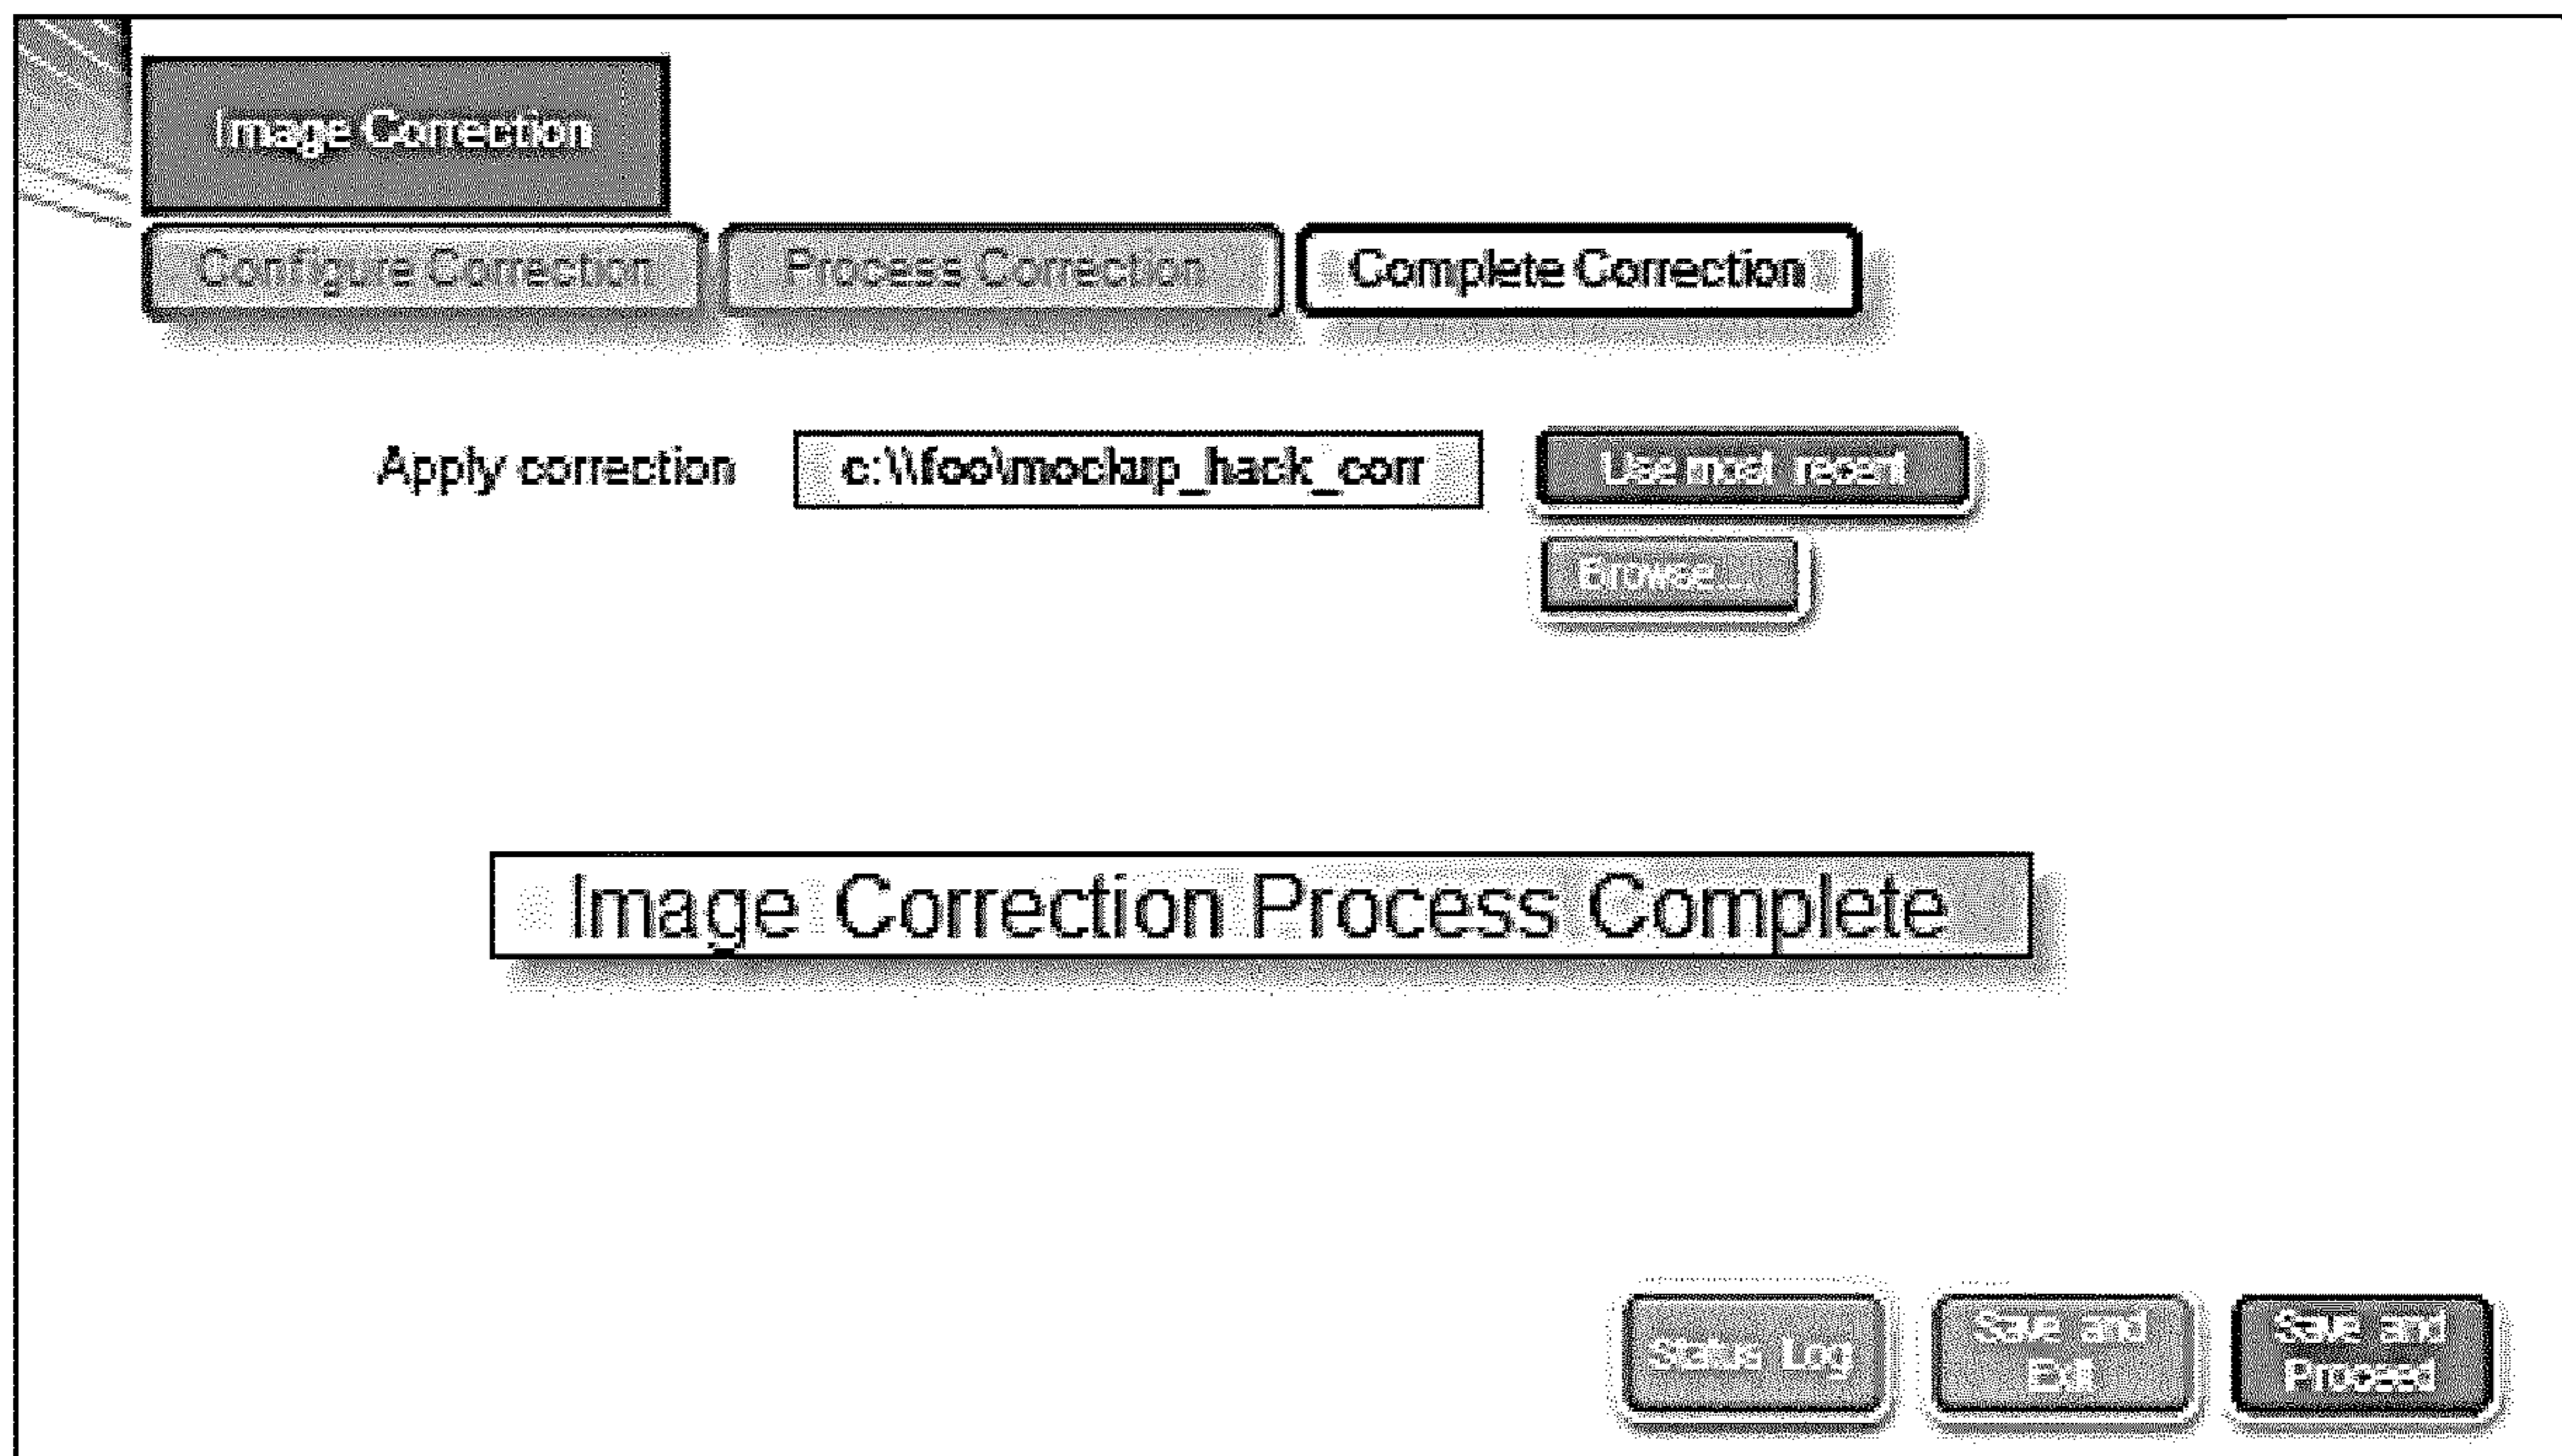 Image Correction
Configure Correction Process Correction Complete Correction
Apply correction c:\\foo\mockup_hack_corr Use most recent
Browse...
Image Correction Process Complete
Status Log
Save and
Exit
Save and
Proceed